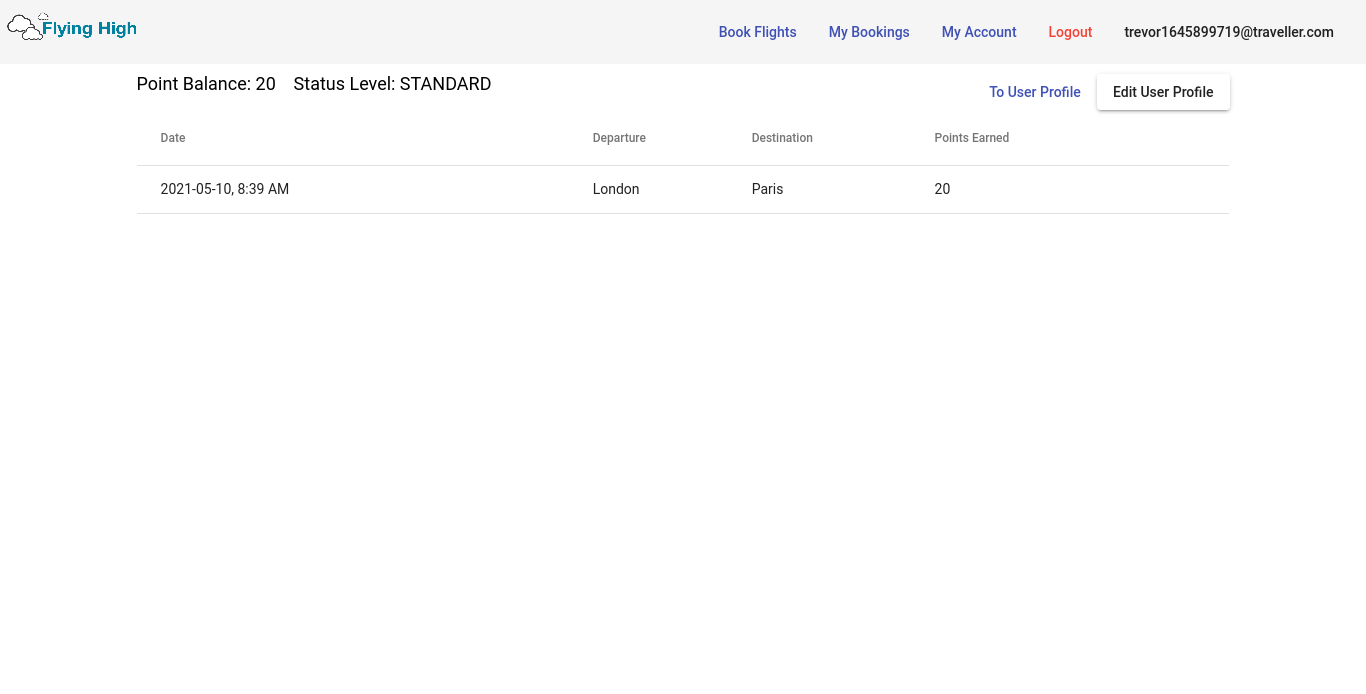 Flying High
Book Flights My Bookings My Account Logout trevor1645899719@traveller.com
Point Balance: 20 Status Level: STANDARD
To User Profile Edit User Profile
Date Departure Destination Points Earned
2021-05-10, 8:39 AM London Paris 20